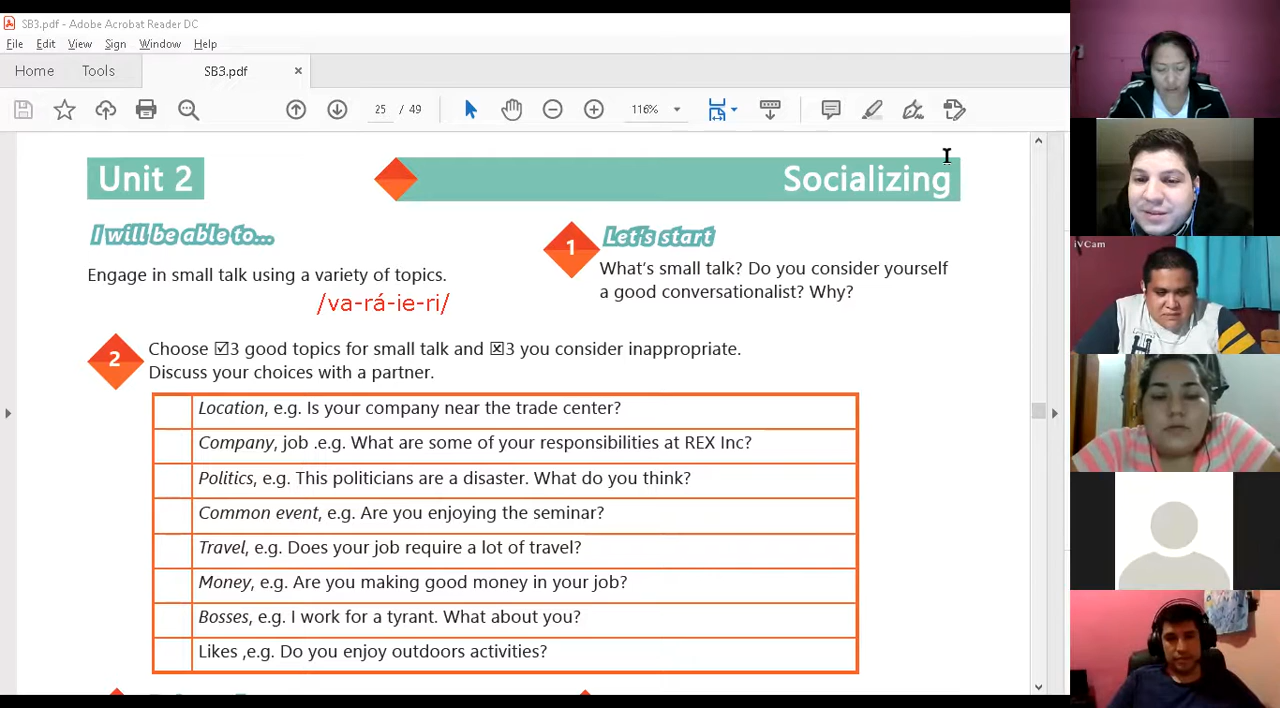 SB3.pdf - Adobe Acrobat Reader DC
File Edit View Sign Window Help
Home Tools SB3.pdf ×
25 / 49 116%
Unit 2 Socializing
I will be able to...
Engage in small talk using a variety of topics.
/va-rá-ie-ri/
1 Let's start
What's small talk? Do you consider yourself
a good conversationalist? Why?
2 Choose ☑3 good topics for small talk and ☒3 you consider inappropriate.
Discuss your choices with a partner.
Location, e.g. Is your company near the trade center?
Company, job .e.g. What are some of your responsibilities at REX Inc?
Politics, e.g. This politicians are a disaster. What do you think?
Common event, e.g. Are you enjoying the seminar?
Travel, e.g. Does your job require a lot of travel?
Money, e.g. Are you making good money in your job?
Bosses, e.g. I work for a tyrant. What about you?
Likes ,e.g. Do you enjoy outdoors activities?
iVCam